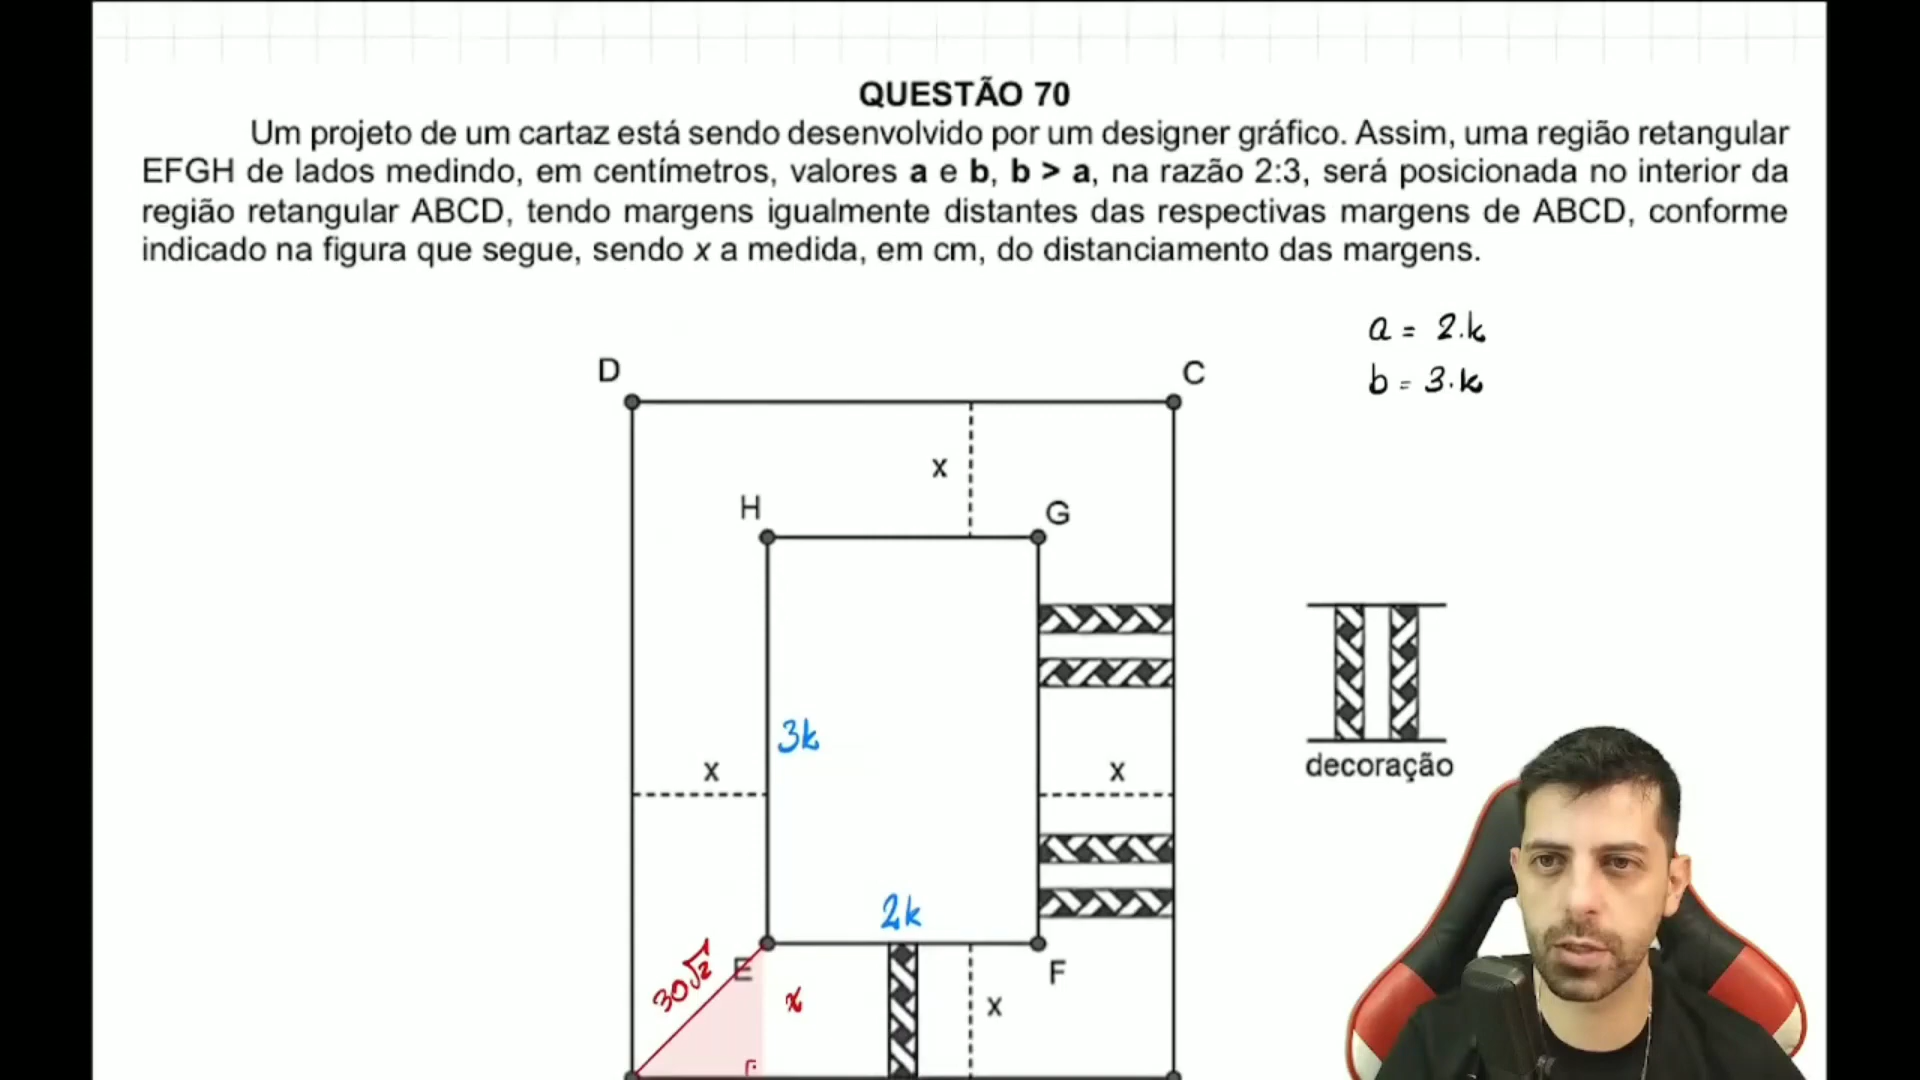 QUESTÃO 70
Um projeto de um cartaz está sendo desenvolvido por um designer gráfico. Assim, uma região retangular
EFGH de lados medindo, em centímetros, valores a e b, b > a, na razão 2:3, será posicionada no interior da
região retangular ABCD, tendo margens igualmente distantes das respectivas margens de ABCD, conforme
indicado na figura que segue, sendo x a medida, em cm, do distanciamento das margens.
a = 2.k
b = 3.k
D C
x
H G
3k
x x
decoração
2k
E F
30√2 x x